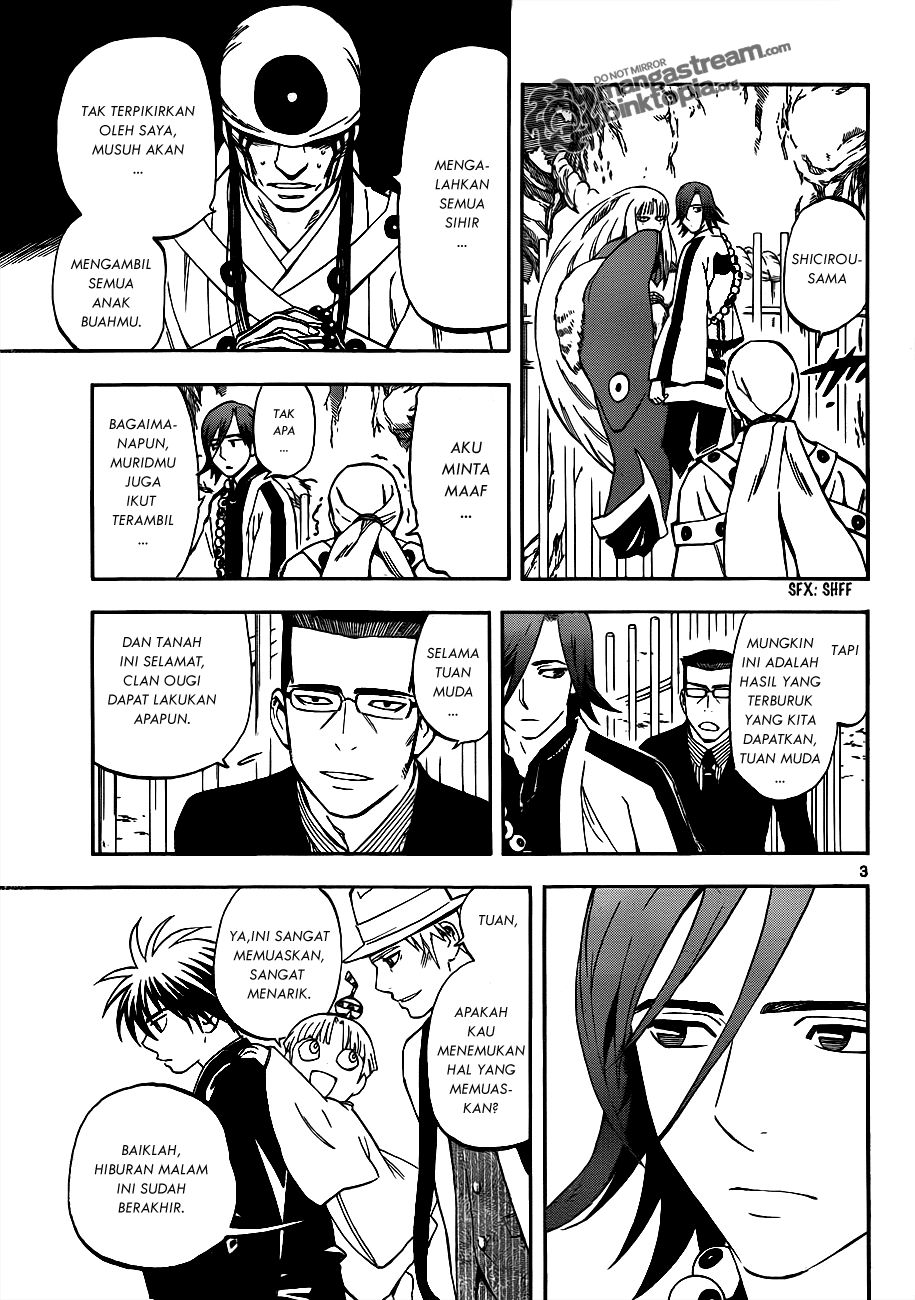 DO NOT MIRROR
mangastream.com
binktopia.org
SHICIROU-
SAMA
SFX: SHFF
MENGA-
LAHKAN
SEMUA
SIHIR
...
TAK TERPIKIRKAN
OLEH SAYA,
MUSUH AKAN
...
MENGAMBIL
SEMUA
ANAK
BUAHMU.
AKU
MINTA
MAAF
...
TAK
APA
...
BAGAIMA-
NAPUN,
MURIDMU
JUGA
IKUT
TERAMBIL
...
TAPI
MUNGKIN
INI ADALAH
HASIL YANG
TERBURUK
YANG KITA
DAPATKAN,
TUAN MUDA
...
SELAMA
TUAN
MUDA
...
DAN TANAH
INI SELAMAT,
CLAN OUGI
DAPAT LAKUKAN
APAPUN.
3
TUAN,
APAKAH
KAU
MENEMUKAN
HAL YANG
MEMUAS-
KAN?
YA,INI SANGAT
MEMUASKAN,
SANGAT
MENARIK.
BAIKLAH,
HIBURAN MALAM
INI SUDAH
BERAKHIR.